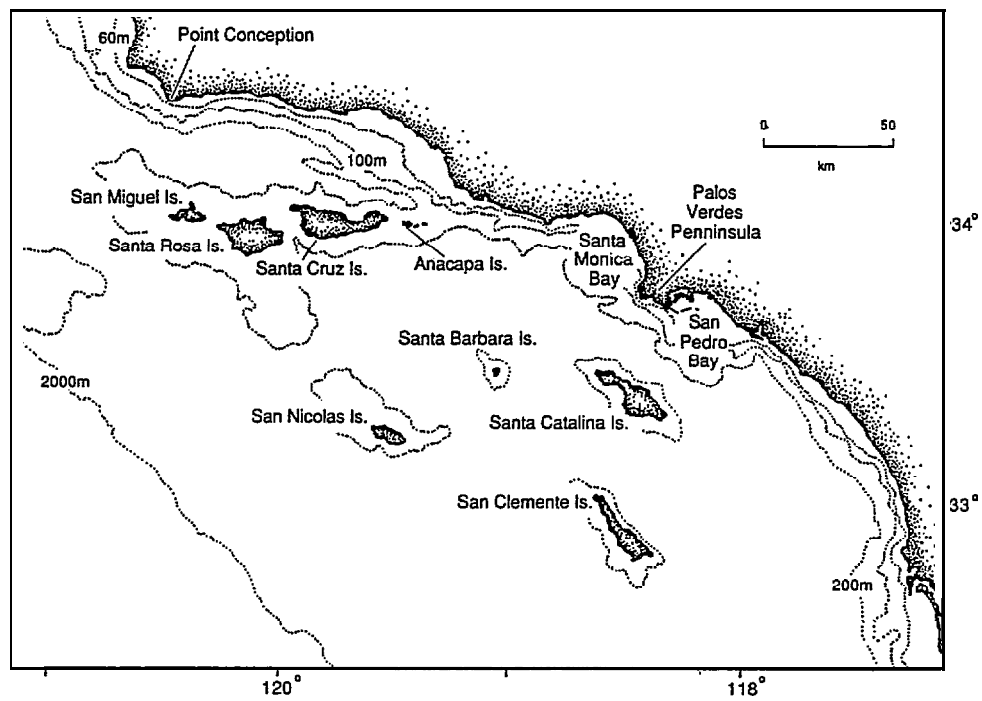 60m
Point Conception
0 50
km
100m
San Miguel Is.
Palos
Verdes
Penninsula
34°
Santa Rosa Is.
Santa Cruz Is.
Anacapa Is.
Santa
Monica
Bay
San
Pedro
Bay
Santa Barbara Is.
2000m
San Nicolas Is.
Santa Catalina Is.
San Clemente Is.
33°
200m
120°
118°